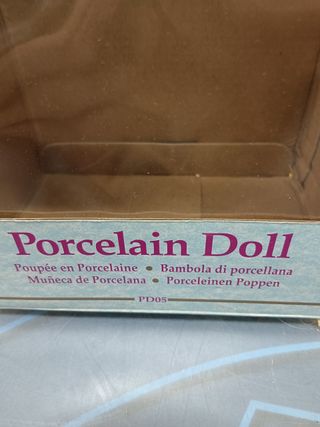 Porcelain Doll
Poupée en Porcelaine • Bambola di porcellana
Muñeca de Porcelana • Porceleinen Poppen
PD05